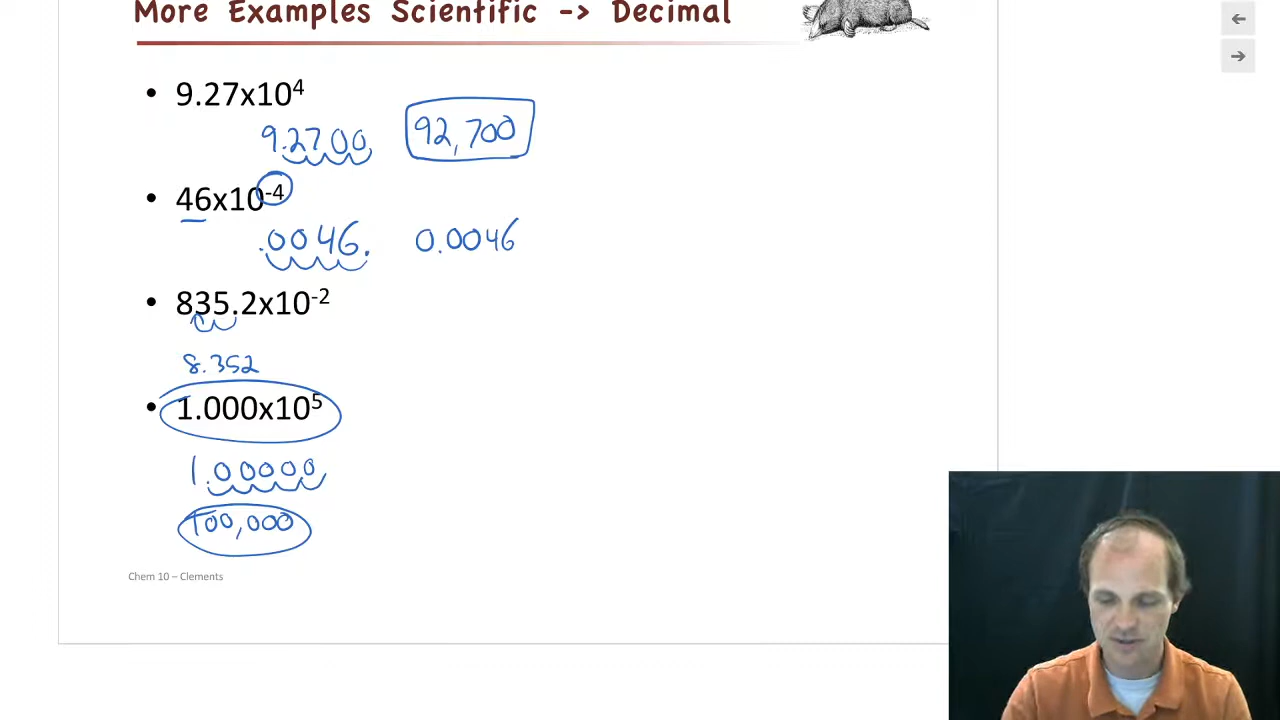 More Examples Scientific -> Decimal
• 9.27x10⁴
9.2700 92,700
• 46x10⁻⁴
.0046. 0.0046
• 835.2x10⁻²
8.352
• 1.000x10⁵
1.00000
100,000
Chem 10 – Clements